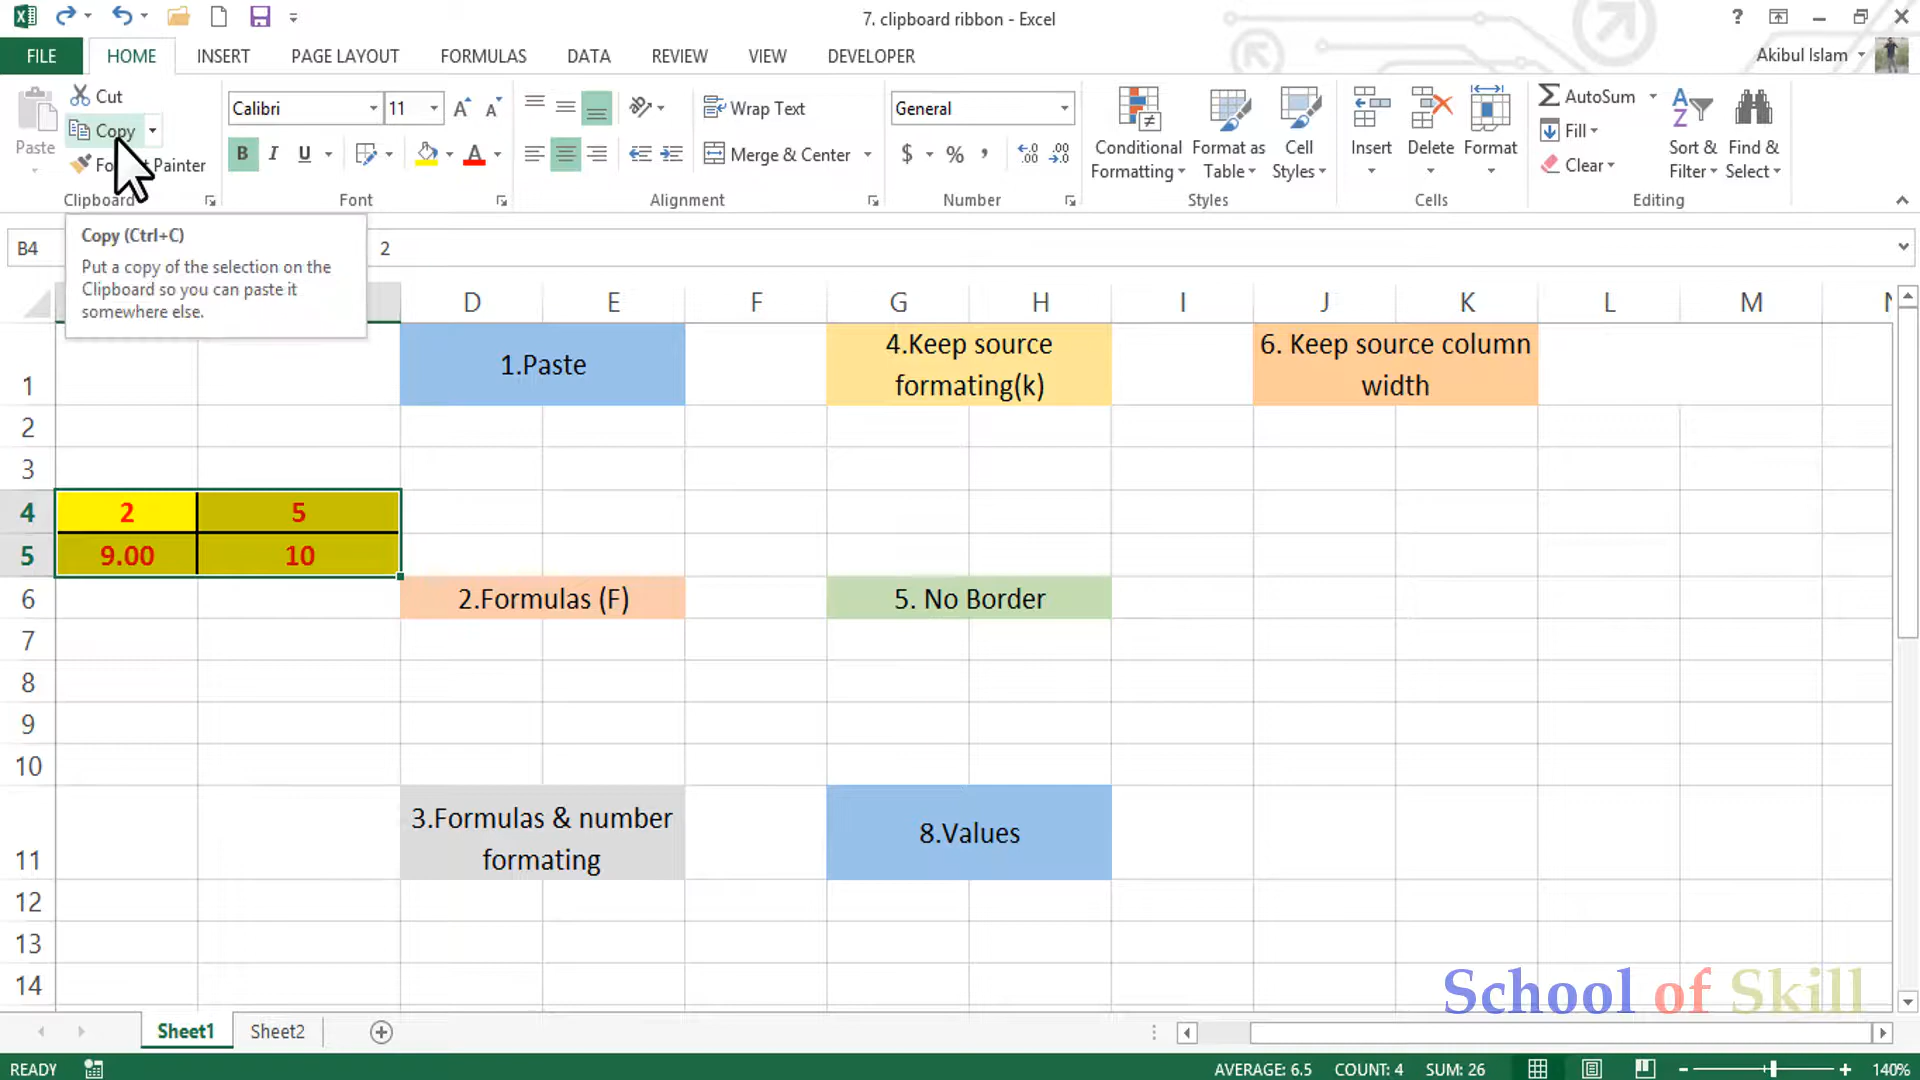 7. clipboard ribbon - Excel
FILE HOME INSERT PAGE LAYOUT FORMULAS DATA REVIEW VIEW DEVELOPER Akibul Islam
Paste
Cut
Copy
Painter
Clipboard
Calibri 11
B I U
Font
Wrap Text
Merge & Center
Alignment
General
$ % , .00
Number
Conditional Formatting
Format as Table
Cell Styles
Styles
Insert Delete Format
Cells
AutoSum
Fill
Clear
Sort & Filter
Find & Select
Editing
B4 2
Copy (Ctrl+C)
Put a copy of the selection on the
Clipboard so you can paste it
somewhere else.
D E F G H I J K L M
1
1.Paste
4.Keep source
formating(k)
6. Keep source column
width
2
3
4 2 5
5 9.00 10
6 2.Formulas (F) 5. No Border
7
8
9
10
11
3.Formulas & number
formating
8.Values
12
13
14
School of Skill
Sheet1 Sheet2
READY AVERAGE: 6.5 COUNT: 4 SUM: 26 140%